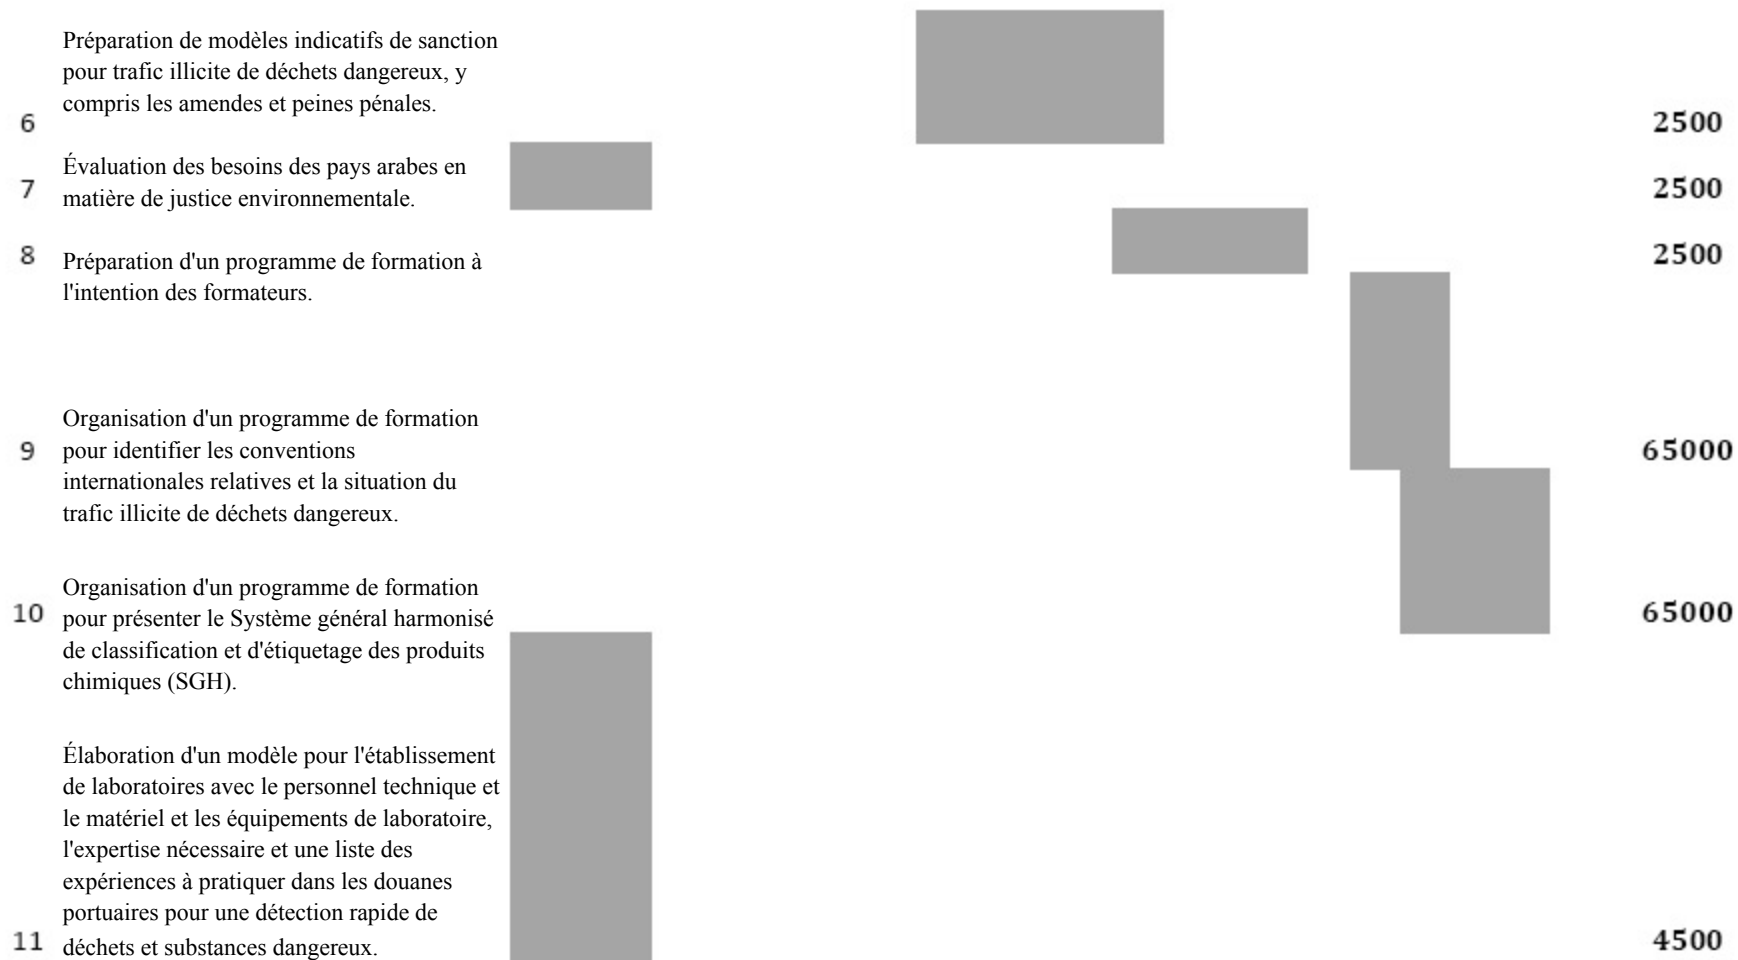 Préparation de modèles indicatifs de sanction
pour trafic illicite de déchets dangereux, y
compris les amendes et peines pénales.
6
2500
Évaluation des besoins des pays arabes en
matière de justice environnementale.
7
2500
8
Préparation d'un programme de formation à
l'intention des formateurs.
2500
Organisation d'un programme de formation
9 pour identifier les conventions
internationales relatives et la situation du
trafic illicite de déchets dangereux.
65000
Organisation d'un programme de formation
10 pour présenter le Système général harmonisé
de classification et d'étiquetage des produits
chimiques (SGH).
65000
Élaboration d'un modèle pour l'établissement
de laboratoires avec le personnel technique et
le matériel et les équipements de laboratoire,
l'expertise nécessaire et une liste des
expériences à pratiquer dans les douanes
portuaires pour une détection rapide de
11 déchets et substances dangereux.
4500